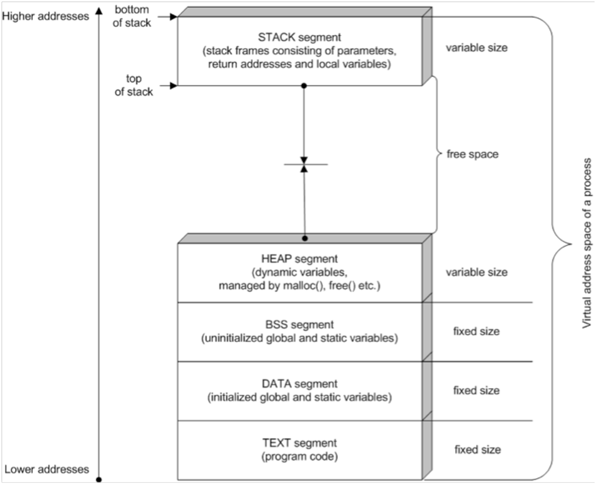 Higher addresses
bottom
of stack
STACK segment
(stack frames consisting of parameters,
return addresses and local variables)
variable size
top
of stack
free space
Virtual address space of a process
HEAP segment
(dynamic variables,
managed by malloc(), free() etc.)
variable size
BSS segment
(uninitialized global and static variables)
fixed size
DATA segment
(initialized global and static variables)
fixed size
TEXT segment
(program code)
fixed size
Lower addresses